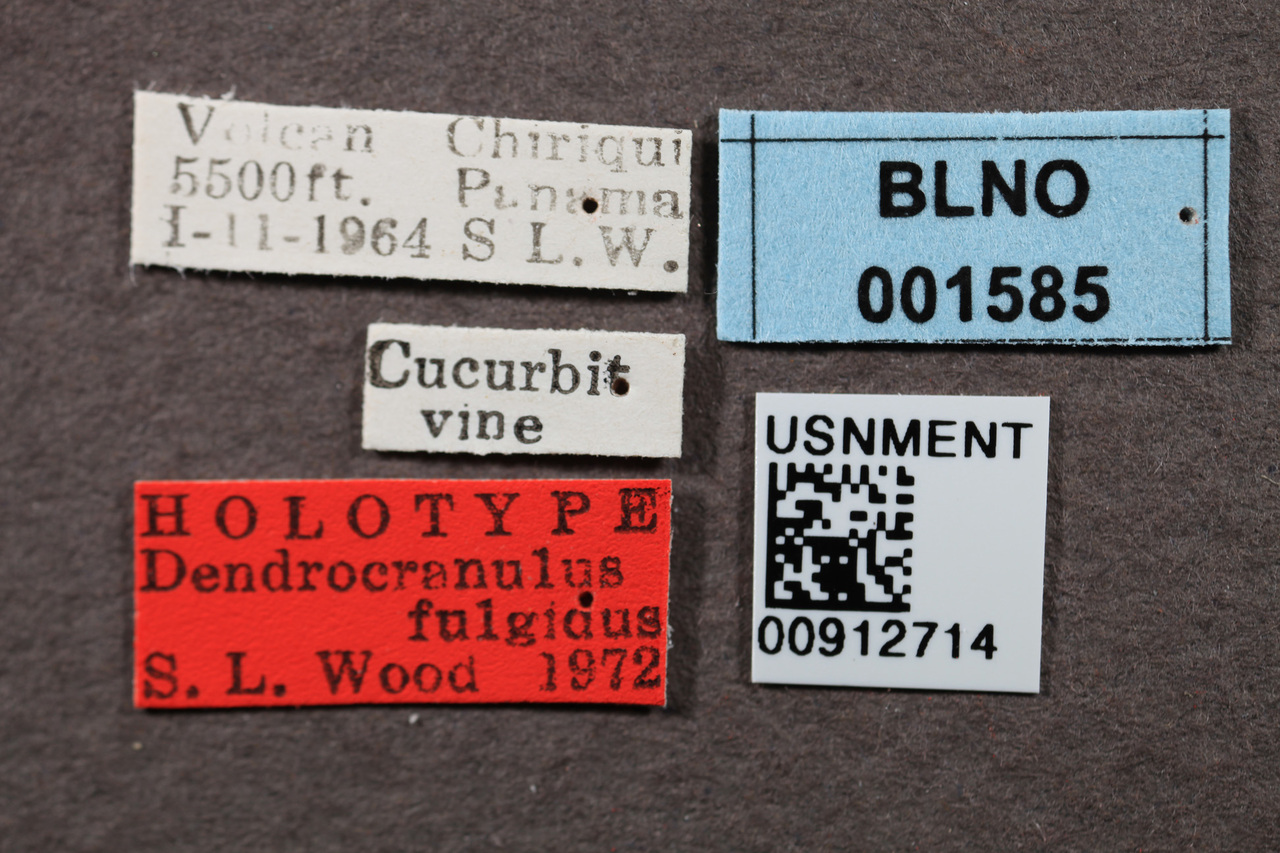 Volcan Chiriqui
5500ft. Panama
I-11-1964 S L.W.
Cucurbit
vine
HOLOTYPE
Dendrocranulus
fulgidus
S. L. Wood 1972
BLNO
001585
USNMENT
00912714